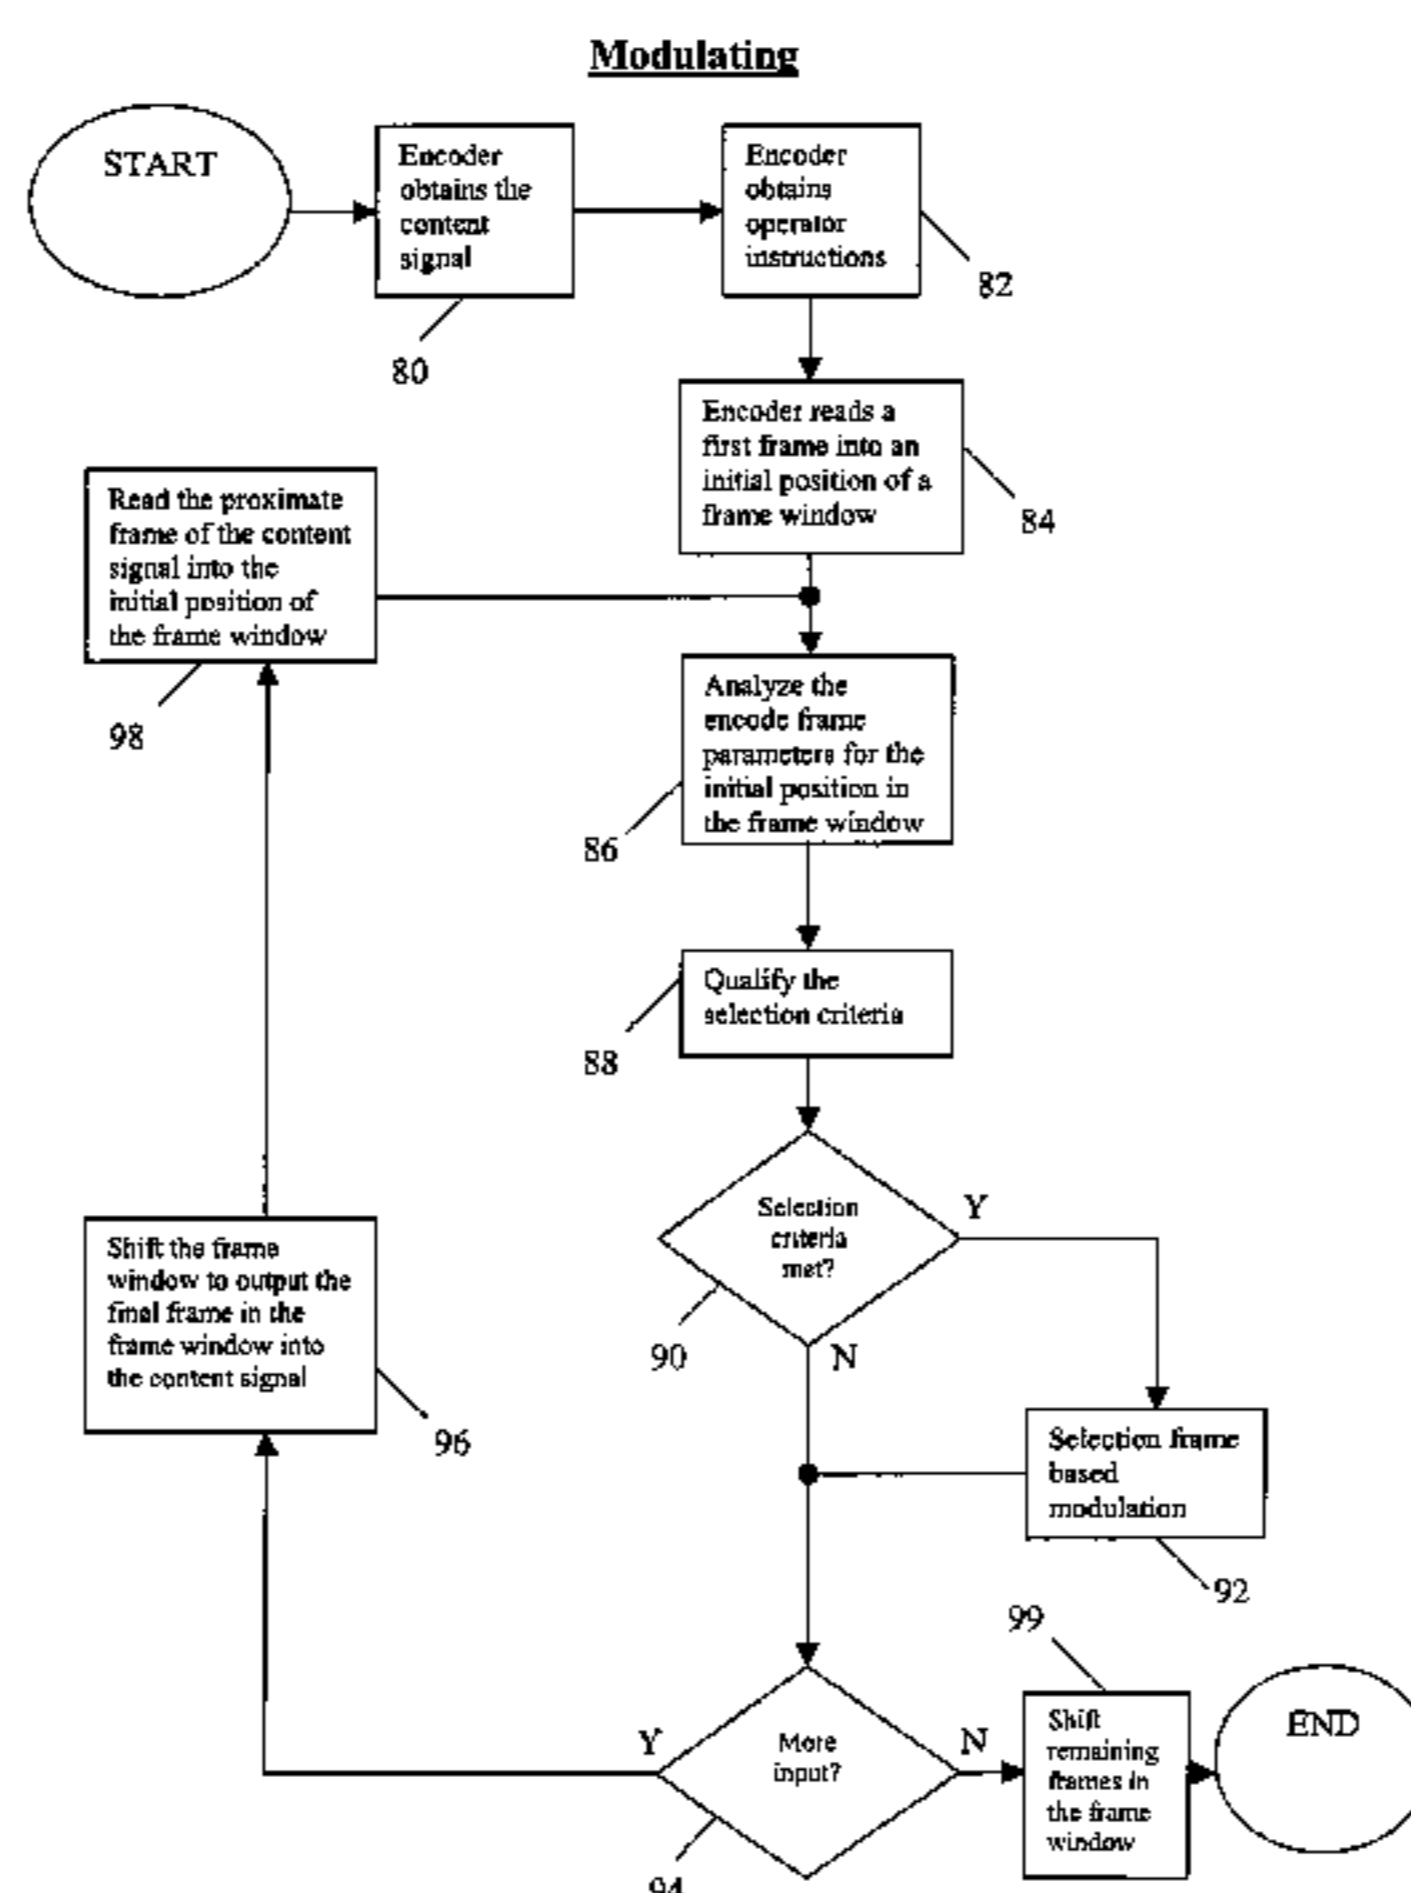 Modulating
START
Encoder
obtains the
content
signal
80
Encoder
obtains
operator
instructions
82
Encoder reads a
first frame into an
initial position of a
frame window
84
Read the proximate
frame of the content
signal into the
initial position of
the frame window
98
Analyze the
encode frame
parameters for the
initial position in
the frame window
86
Qualify the
selection criteria
88
Selection
criteria
met?
Y
90
N
Shift the frame
window to output the
final frame in the
frame window into
the content signal
96
Selection frame
based
modulation
92
99
More
input?
Y
N
94
Shift
remaining
frames in
the frame
window
END